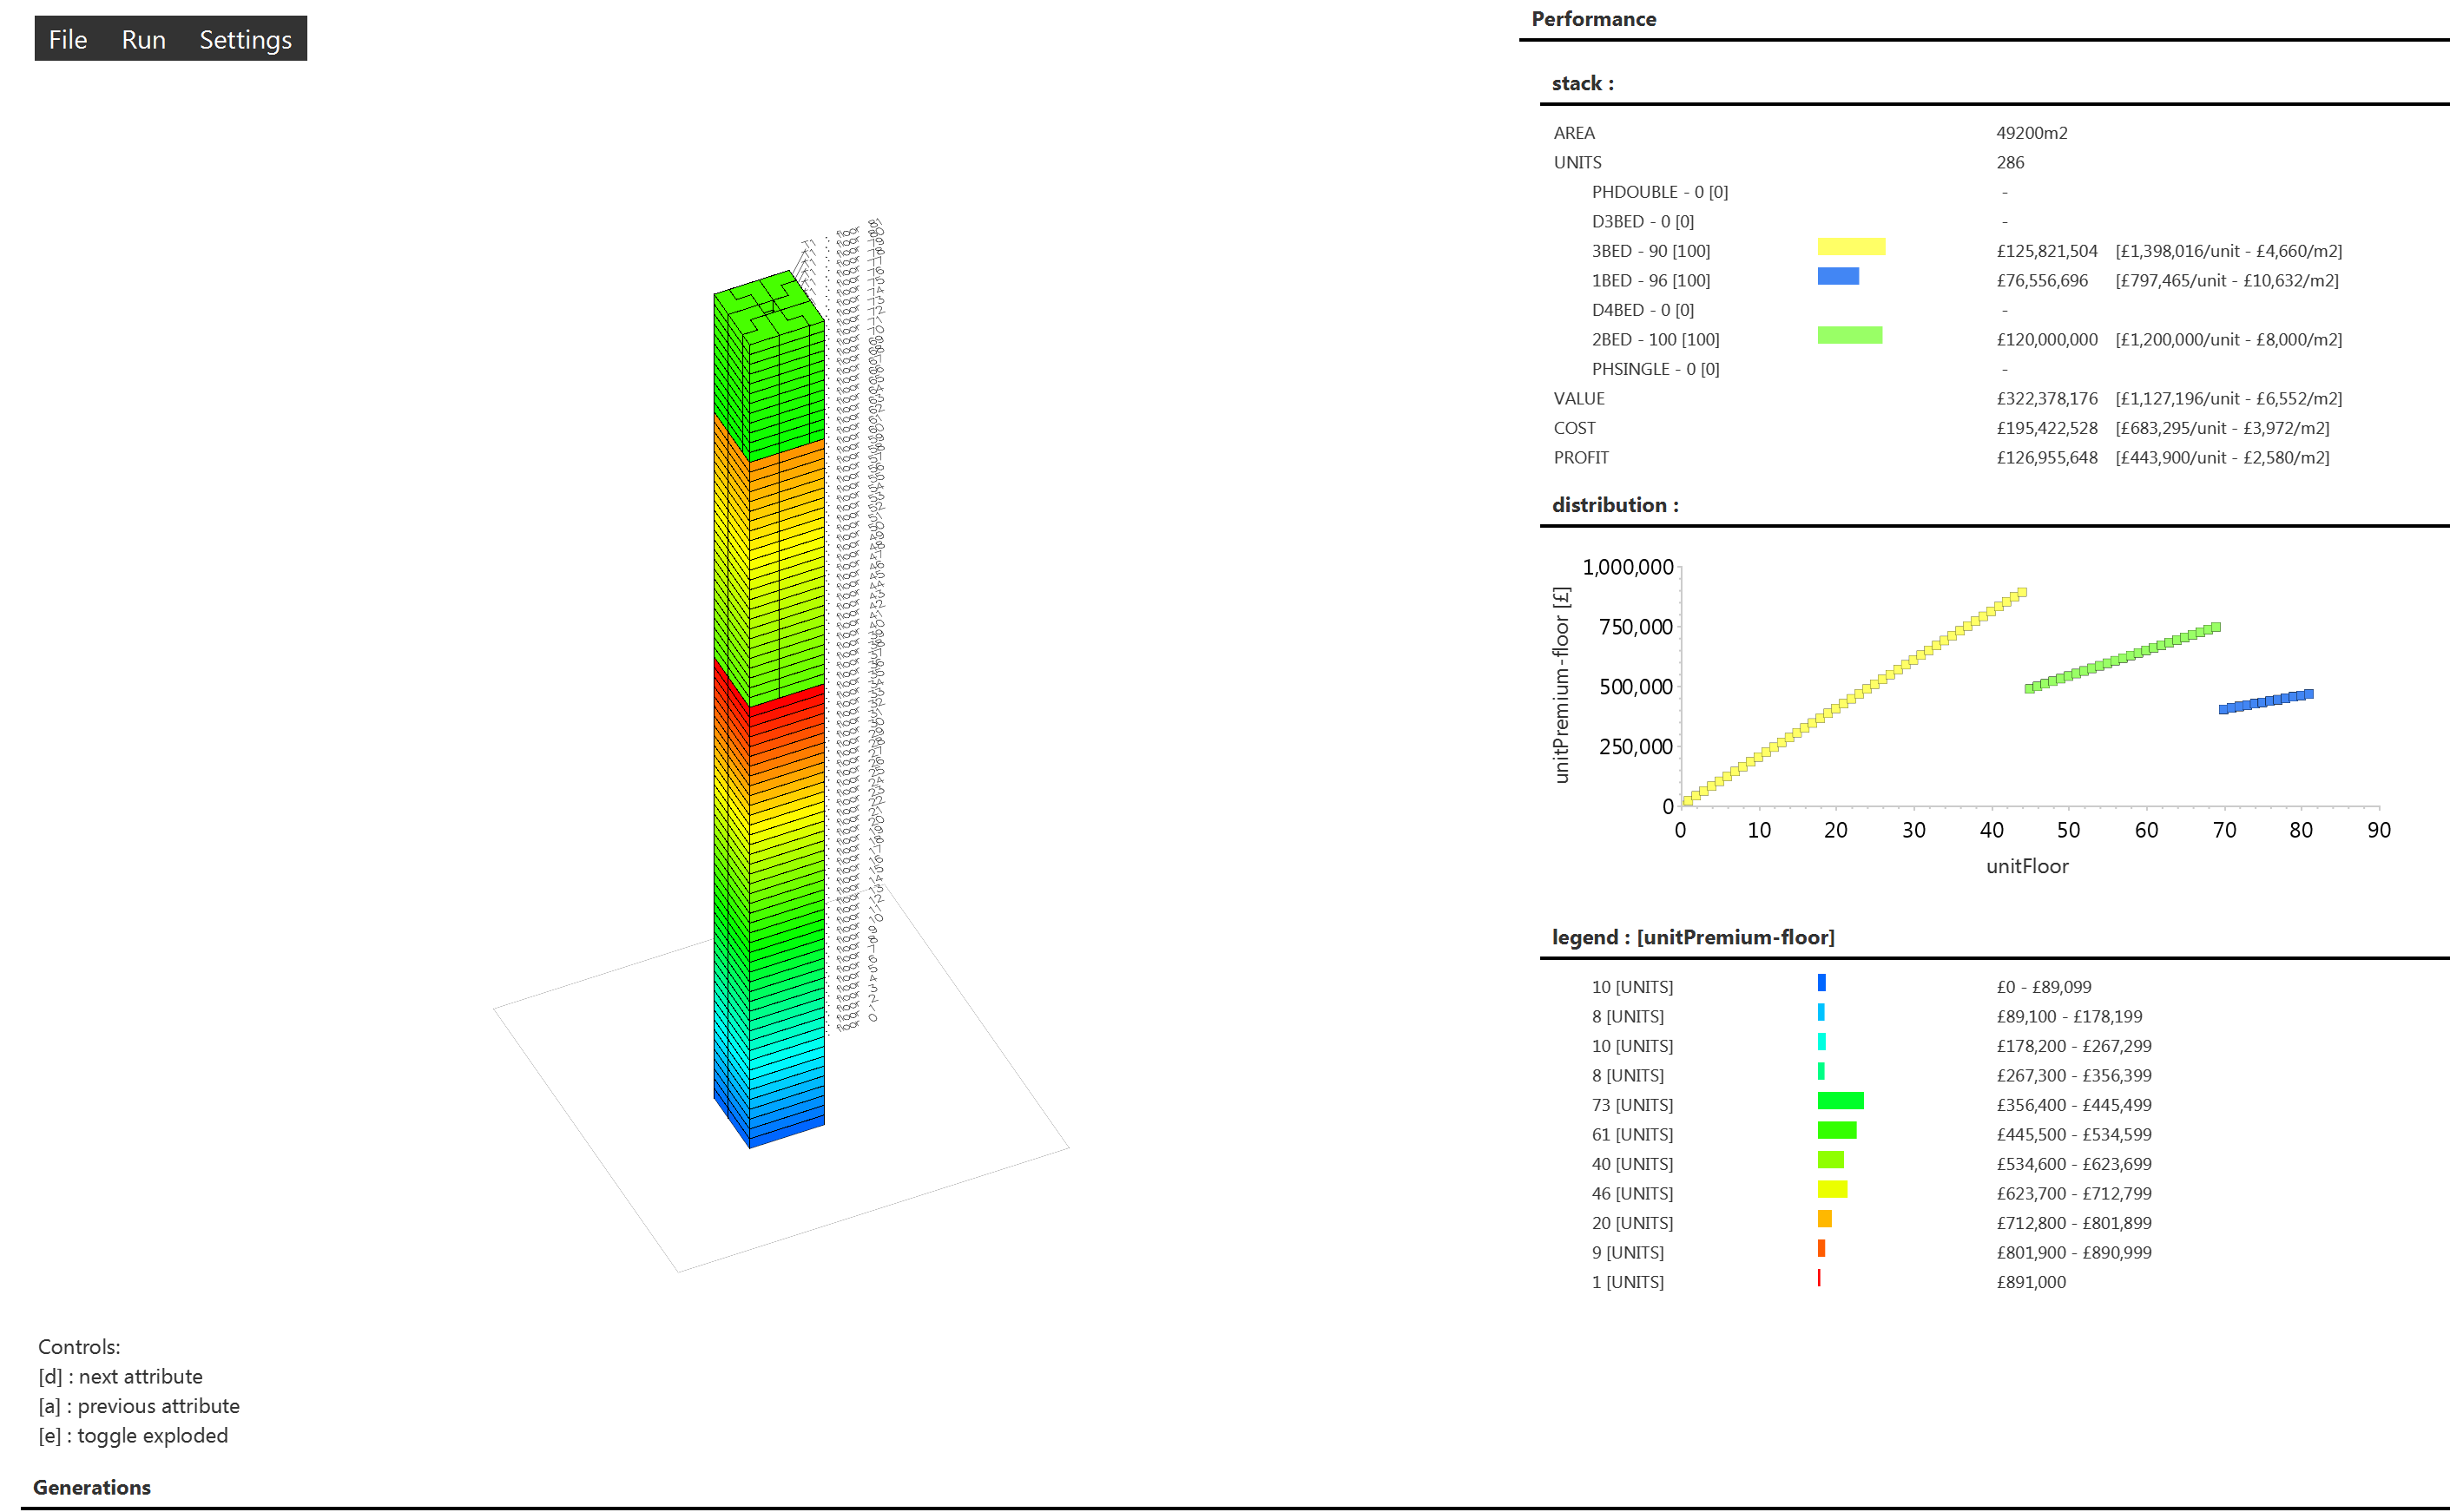 File Run Settings
Performance
stack :
AREA 49200m2
UNITS 286
PHDOUBLE - 0 [0] -
D3BED - 0 [0] -
3BED - 90 [100] £125,821,504 [£1,398,016/unit - £4,660/m2]
1BED - 96 [100] £76,556,696 [£797,465/unit - £10,632/m2]
D4BED - 0 [0] -
2BED - 100 [100] £120,000,000 [£1,200,000/unit - £8,000/m2]
PHSINGLE - 0 [0] -
VALUE £322,378,176 [£1,127,196/unit - £6,552/m2]
COST £195,422,528 [£683,295/unit - £3,972/m2]
PROFIT £126,955,648 [£443,900/unit - £2,580/m2]
distribution :
unitPremium-floor [£]
1,000,000
750,000
500,000
250,000
0
0 10 20 30 40 50 60 70 80 90
unitFloor
legend : [unitPremium-floor]
10 [UNITS] £0 - £89,099
8 [UNITS] £89,100 - £178,199
10 [UNITS] £178,200 - £267,299
8 [UNITS] £267,300 - £356,399
73 [UNITS] £356,400 - £445,499
61 [UNITS] £445,500 - £534,599
40 [UNITS] £534,600 - £623,699
46 [UNITS] £623,700 - £712,799
20 [UNITS] £712,800 - £801,899
9 [UNITS] £801,900 - £890,999
1 [UNITS] £891,000
Controls:
[d] : next attribute
[a] : previous attribute
[e] : toggle exploded
Generations